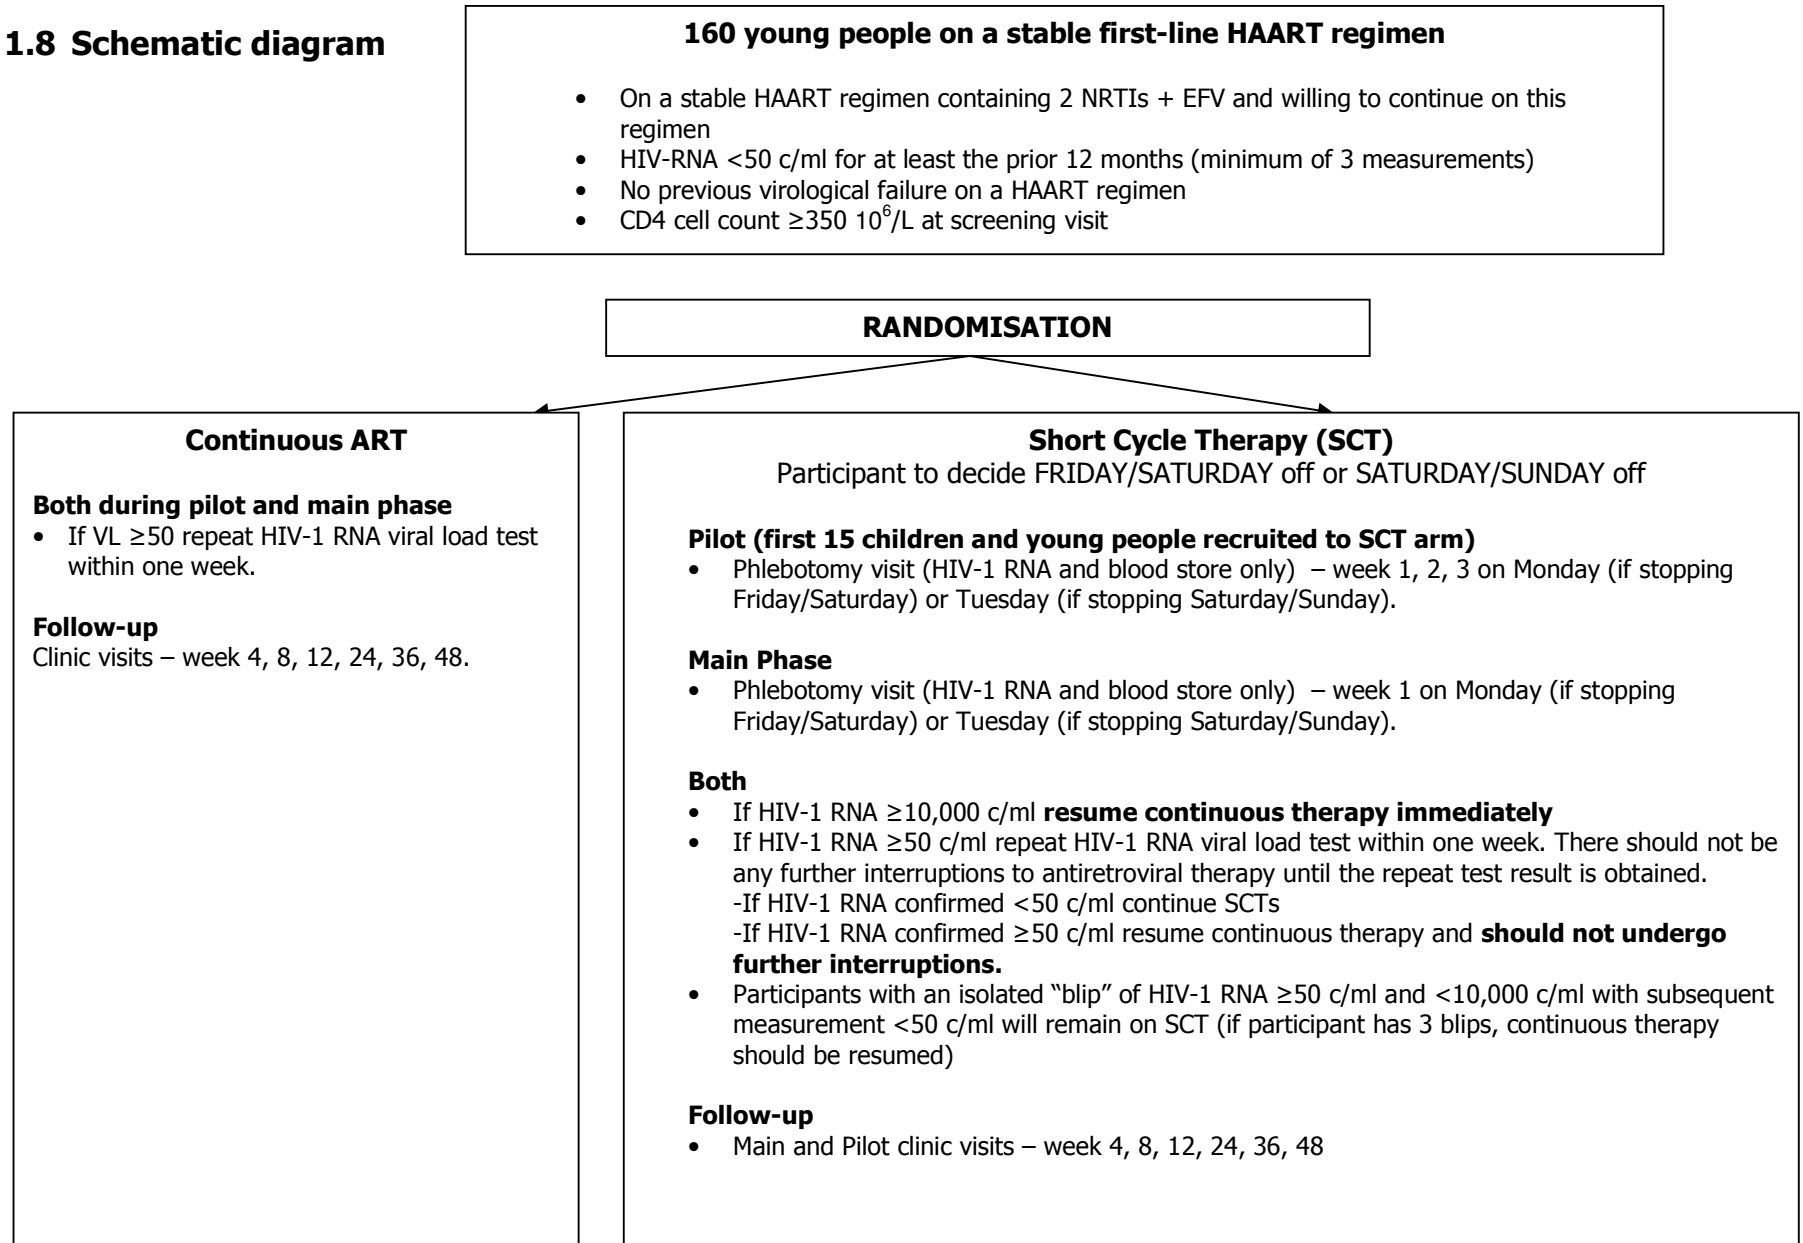 1.8 Schematic diagram
160 young people on a stable first-line HAART regimen
• On a stable HAART regimen containing 2 NRTIs + EFV and willing to continue on this
regimen
• HIV-RNA <50 c/ml for at least the prior 12 months (minimum of 3 measurements)
• No previous virological failure on a HAART regimen
• CD4 cell count ≥350 10⁶/L at screening visit
RANDOMISATION
Continuous ART
Both during pilot and main phase
• If VL ≥50 repeat HIV-1 RNA viral load test
within one week.
Follow-up
Clinic visits – week 4, 8, 12, 24, 36, 48.
Short Cycle Therapy (SCT)
Participant to decide FRIDAY/SATURDAY off or SATURDAY/SUNDAY off
Pilot (first 15 children and young people recruited to SCT arm)
• Phlebotomy visit (HIV-1 RNA and blood store only) – week 1, 2, 3 on Monday (if stopping
Friday/Saturday) or Tuesday (if stopping Saturday/Sunday).
Main Phase
• Phlebotomy visit (HIV-1 RNA and blood store only) – week 1 on Monday (if stopping
Friday/Saturday) or Tuesday (if stopping Saturday/Sunday).
Both
• If HIV-1 RNA ≥10,000 c/ml resume continuous therapy immediately
• If HIV-1 RNA ≥50 c/ml repeat HIV-1 RNA viral load test within one week. There should not be
any further interruptions to antiretroviral therapy until the repeat test result is obtained.
-If HIV-1 RNA confirmed <50 c/ml continue SCTs
-If HIV-1 RNA confirmed ≥50 c/ml resume continuous therapy and should not undergo
further interruptions.
• Participants with an isolated “blip” of HIV-1 RNA ≥50 c/ml and <10,000 c/ml with subsequent
measurement <50 c/ml will remain on SCT (if participant has 3 blips, continuous therapy
should be resumed)
Follow-up
• Main and Pilot clinic visits – week 4, 8, 12, 24, 36, 48